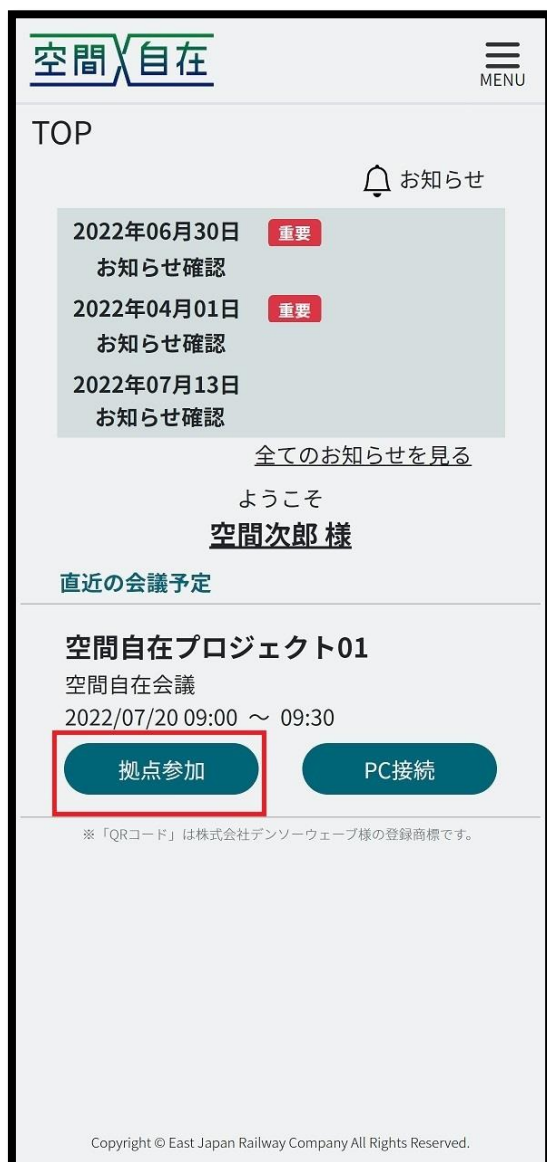 空間自在
MENU
TOP
お知らせ
2022年06月30日 重要
お知らせ確認
2022年04月01日 重要
お知らせ確認
2022年07月13日
お知らせ確認
全てのお知らせを見る
ようこそ
空間次郎 様
直近の会議予定
空間自在プロジェクト01
空間自在会議
2022/07/20 09:00 ～ 09:30
拠点参加 PC接続
※「QRコード」は株式会社デンソーウェーブ様の登録商標です。
Copyright © East Japan Railway Company All Rights Reserved.